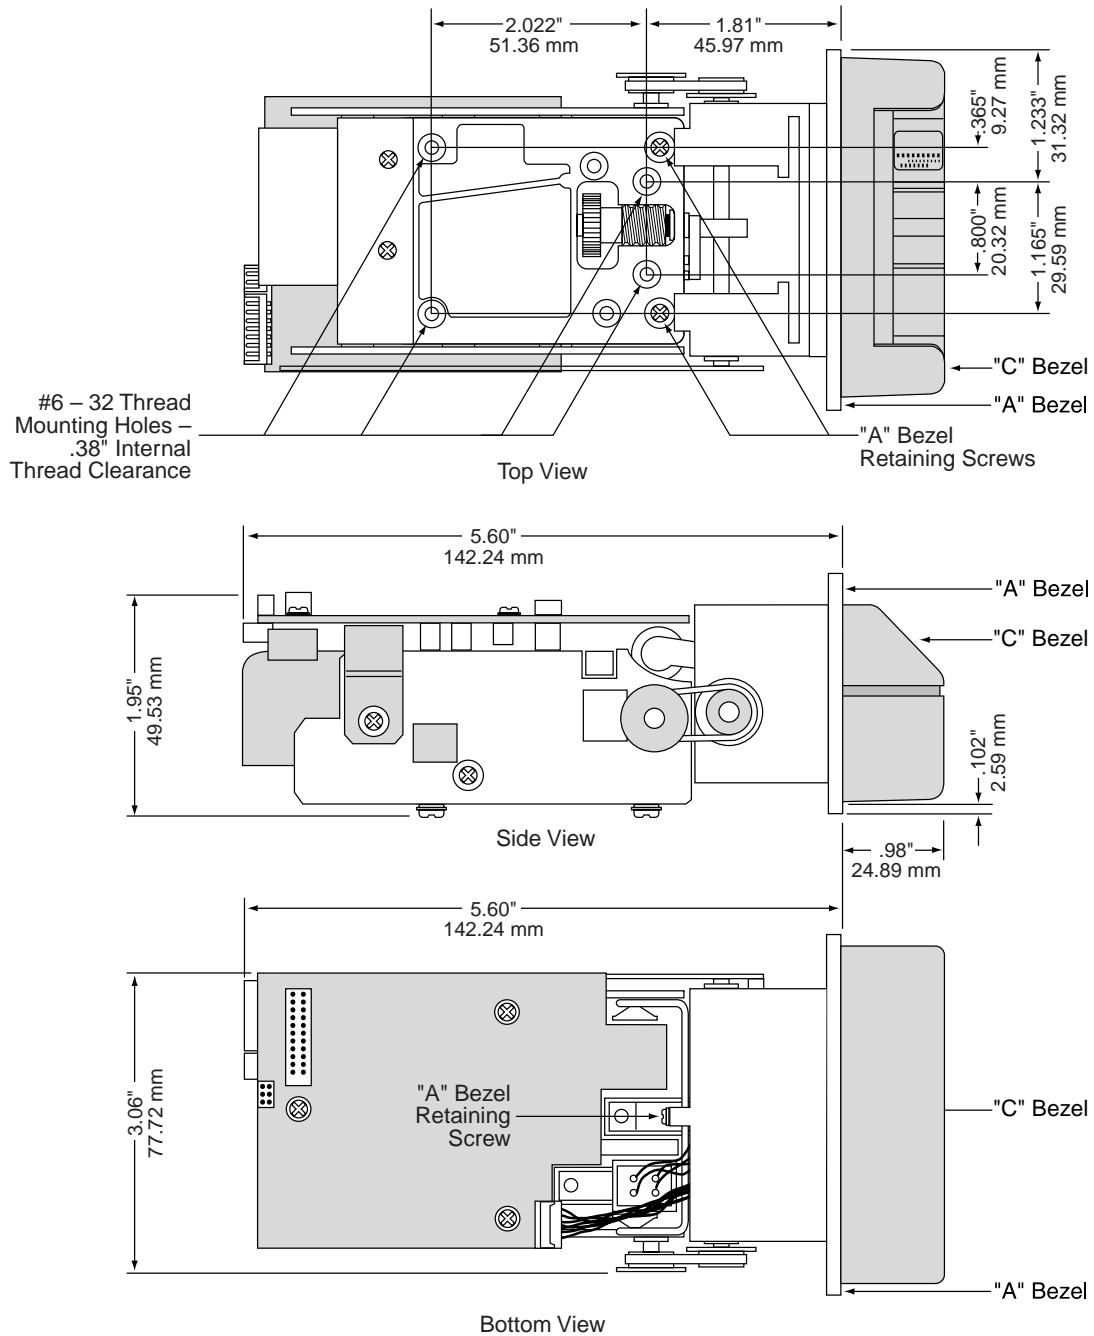 2.022"
51.36 mm
1.81"
45.97 mm
.365"
9.27 mm
1.233"
31.32 mm
.800"
20.32 mm
1.165"
29.59 mm
"C" Bezel
"A" Bezel
#6 – 32 Thread
Mounting Holes –
.38" Internal
Thread Clearance
"A" Bezel
Retaining Screws
Top View
5.60"
142.24 mm
"A" Bezel
"C" Bezel
1.95"
49.53 mm
.102"
2.59 mm
Side View
.98"
24.89 mm
5.60"
142.24 mm
3.06"
77.72 mm
"A" Bezel
Retaining
Screw
"C" Bezel
"A" Bezel
Bottom View